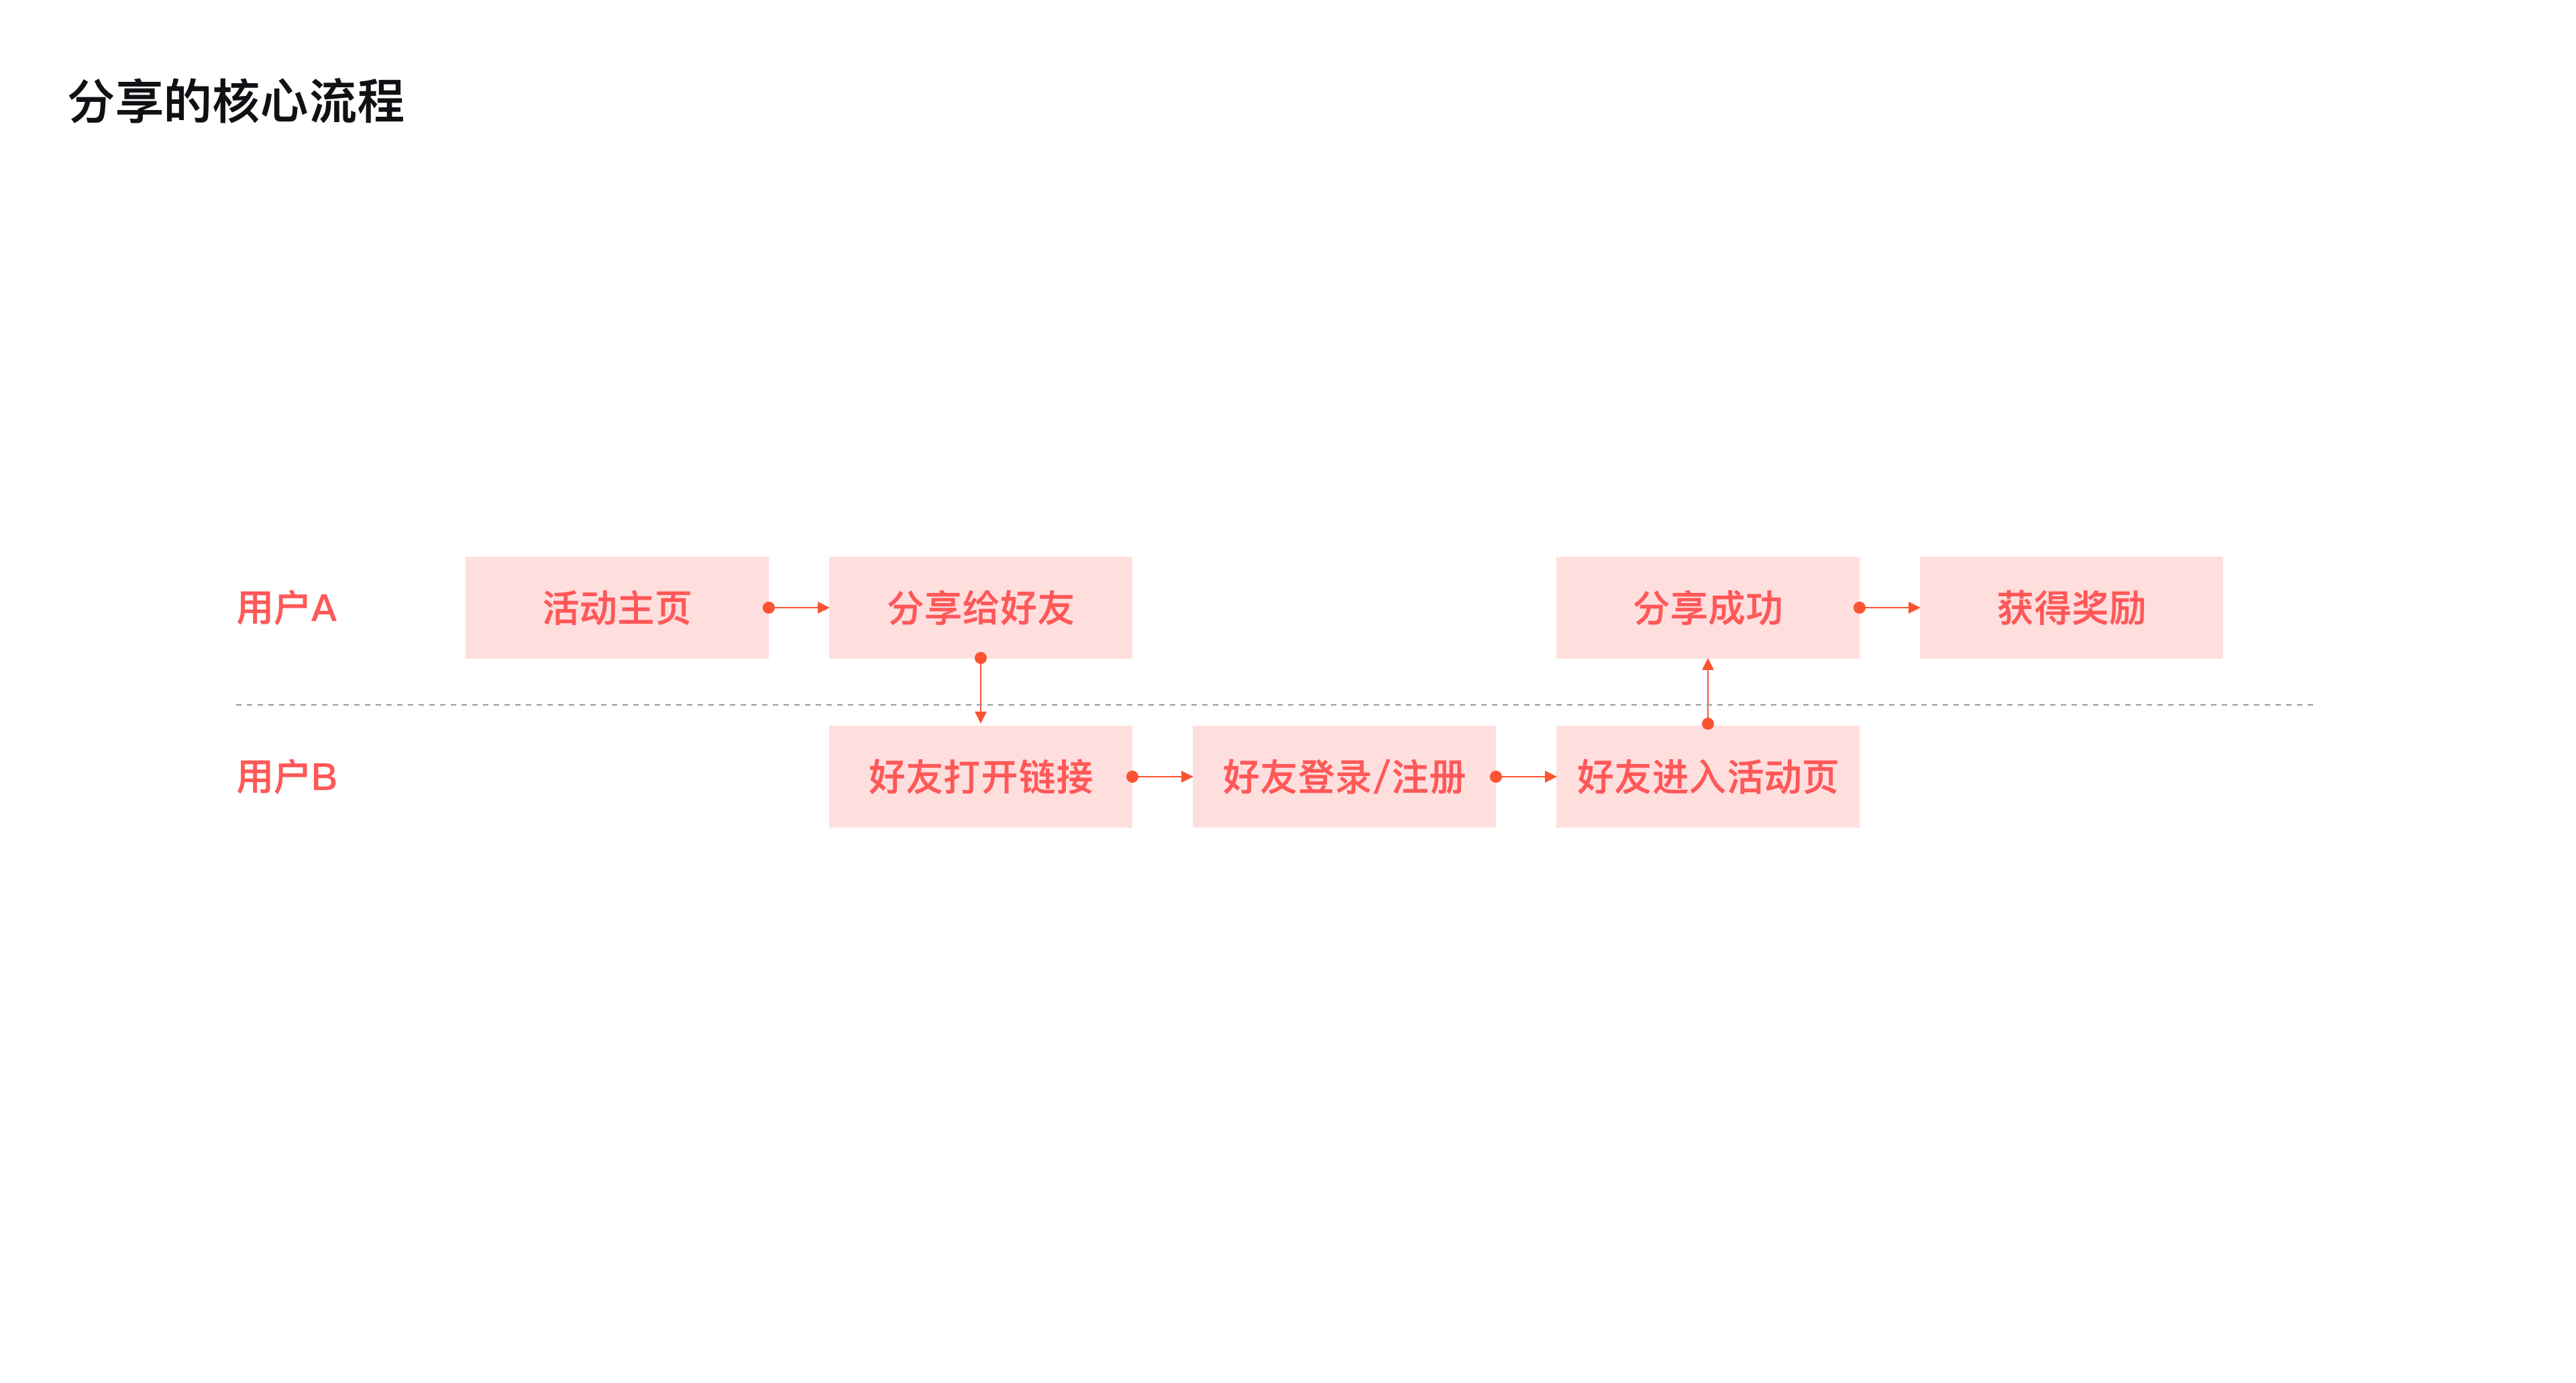 分享的核心流程
用户A
活动主页
分享给好友
分享成功
获得奖励
用户B
好友打开链接
好友登录/注册
好友进入活动页